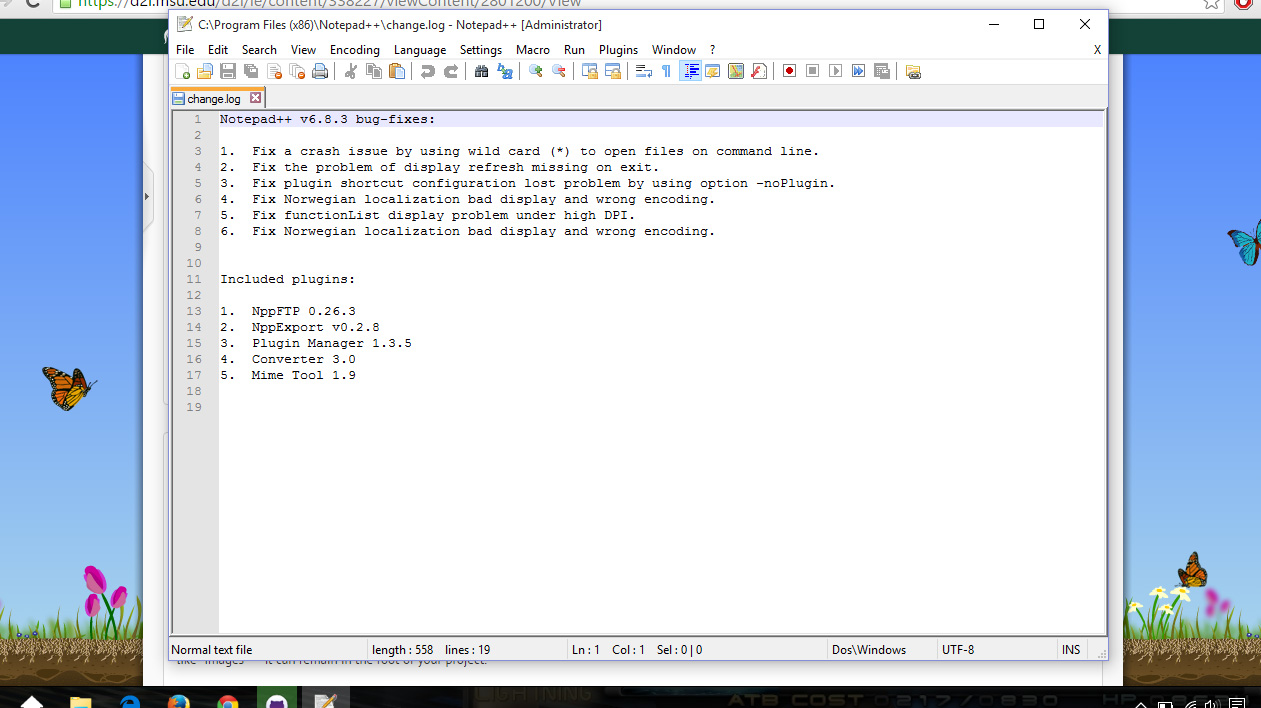 https://d2l.msu.edu/d2l/le/content/338227/viewContent/2801200/View
C:\Program Files (x86)\Notepad++\change.log - Notepad++ [Administrator]
File Edit Search View Encoding Language Settings Macro Run Plugins Window ? X
change.log
1 Notepad++ v6.8.3 bug-fixes:
2
3 1. Fix a crash issue by using wild card (*) to open files on command line.
4 2. Fix the problem of display refresh missing on exit.
5 3. Fix plugin shortcut configuration lost problem by using option -noPlugin.
6 4. Fix Norwegian localization bad display and wrong encoding.
7 5. Fix functionList display problem under high DPI.
8 6. Fix Norwegian localization bad display and wrong encoding.
9
10
11 Included plugins:
12
13 1. NppFTP 0.26.3
14 2. NppExport v0.2.8
15 3. Plugin Manager 1.3.5
16 4. Converter 3.0
17 5. Mime Tool 1.9
18
19
Normal text file length : 558 lines : 19 Ln : 1 Col : 1 Sel : 0 | 0 Dos\Windows UTF-8 INS
like "images" it can remain in the root of your project.
LIGHTNING
ATB COST 0217/0830 HP